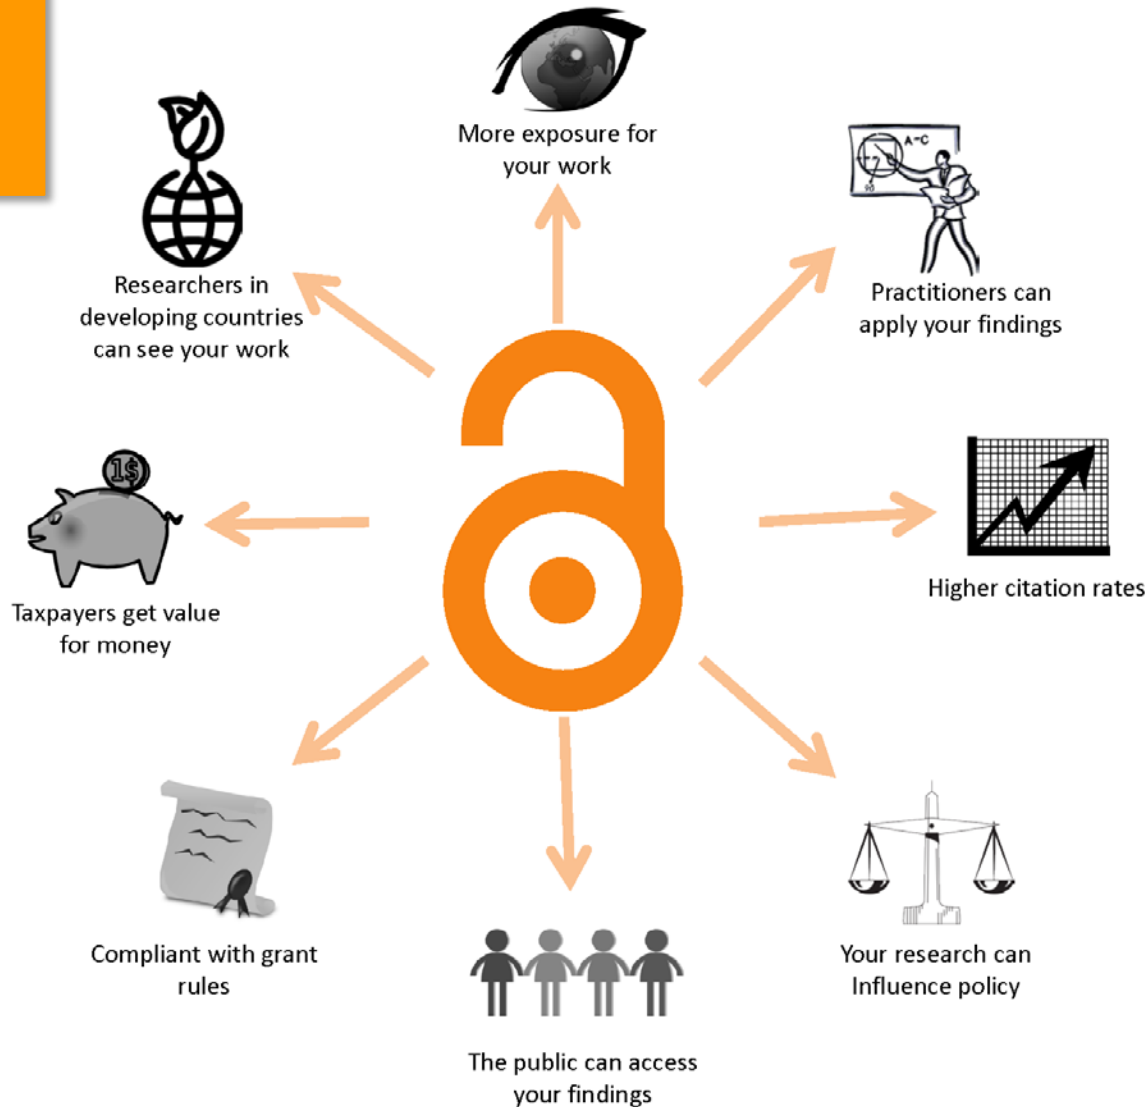 More exposure for
your work
A=C
90
Practitioners can
apply your findings
Higher citation rates
Your research can
Influence policy
The public can access
your findings
Compliant with grant
rules
1$
Taxpayers get value
for money
Researchers in
developing countries
can see your work